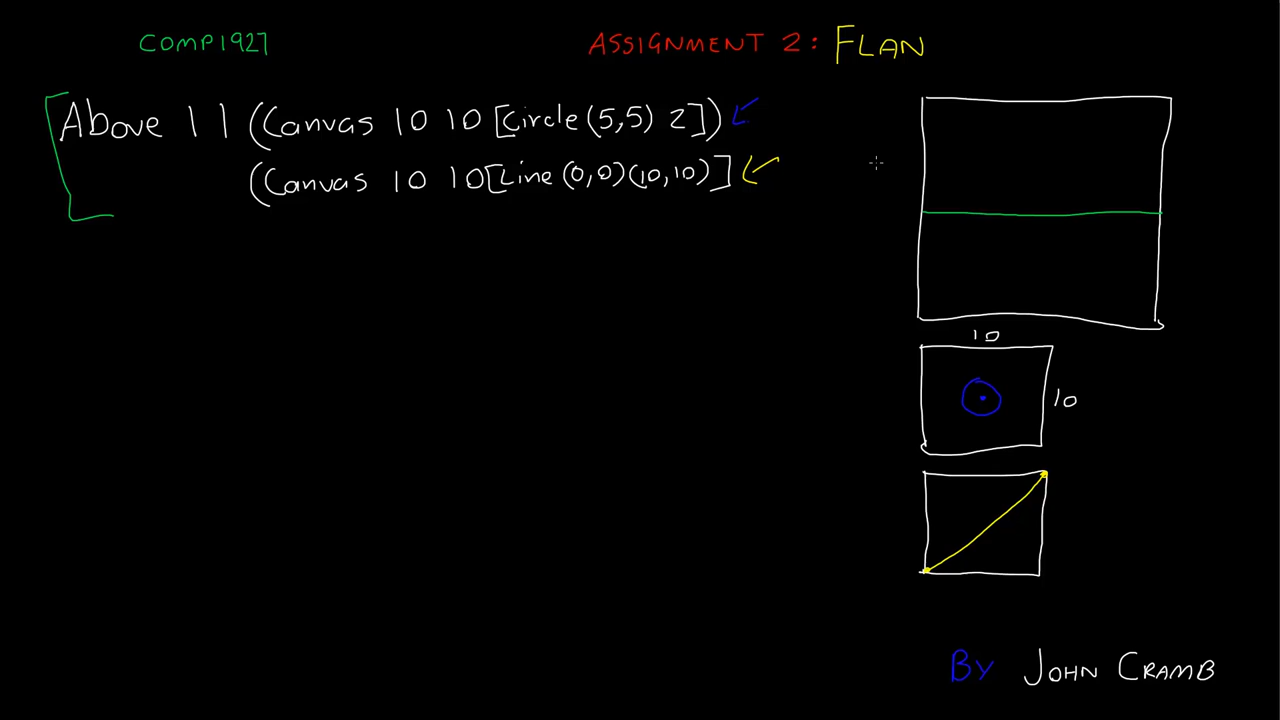 COMP1927
ASSIGNMENT 2: FLAN
Above 1 1 (Canvas 10 10 [Circle (5,5) 2])
(Canvas 10 10 [Line (0,0)(10,10)]
10
10
BY JOHN CRAMB